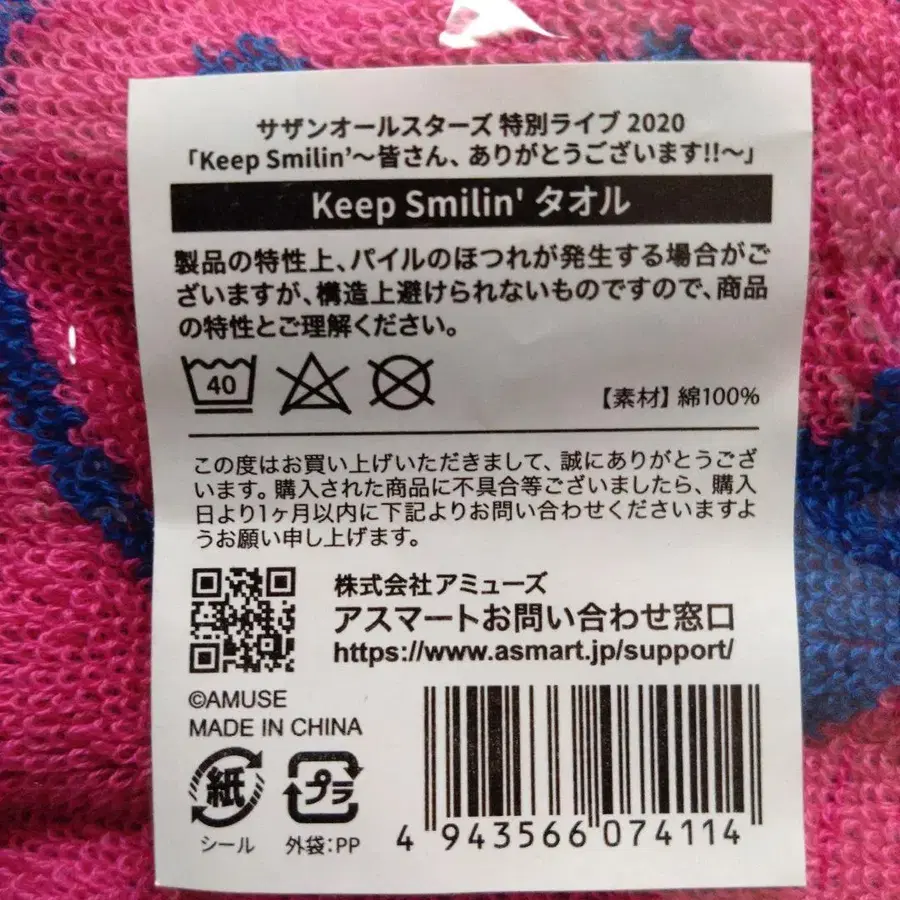 サザンオールスターズ 特別ライブ 2020
「Keep Smilin’～皆さん、ありがとうございます!!～」
Keep Smilin' タオル
製品の特性上、パイルのほつれが発生する場合がご
ざいますが、構造上避けられないものですので、商品
の特性とご理解ください。
40
【素材】綿100%
この度はお買い上げいただきまして、誠にありがとうござ
います。購入された商品に不具合等ございましたら、購入
日より1ヶ月以内に下記よりお問い合わせくださいますよ
うお願い申し上げます。
株式会社アミューズ
アスマートお問い合わせ窓口
https://www.asmart.jp/support/
©AMUSE
MADE IN CHINA
紙
プラ
シール
外袋:PP
4 943566 074114